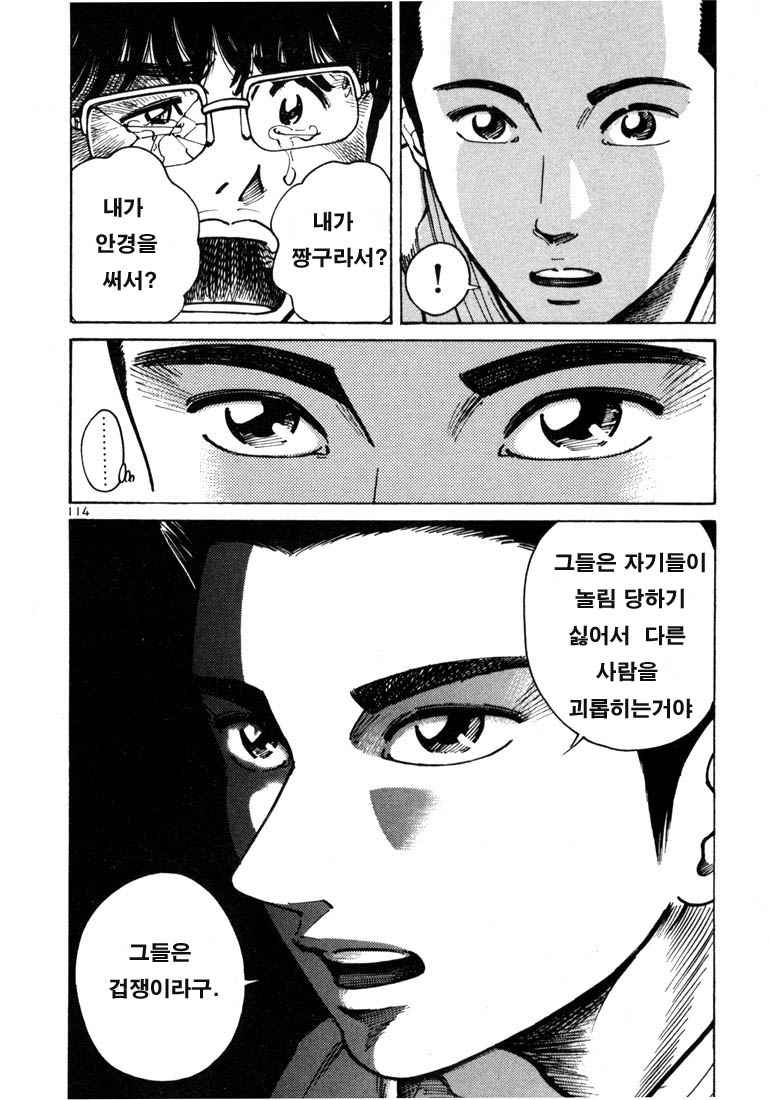 !
내가
짱구라서?
내가
안경을
써서?
………
114
그들은 자기들이
놀림 당하기
싫어서 다른
사람을
괴롭히는거야
그들은
겁쟁이라구.